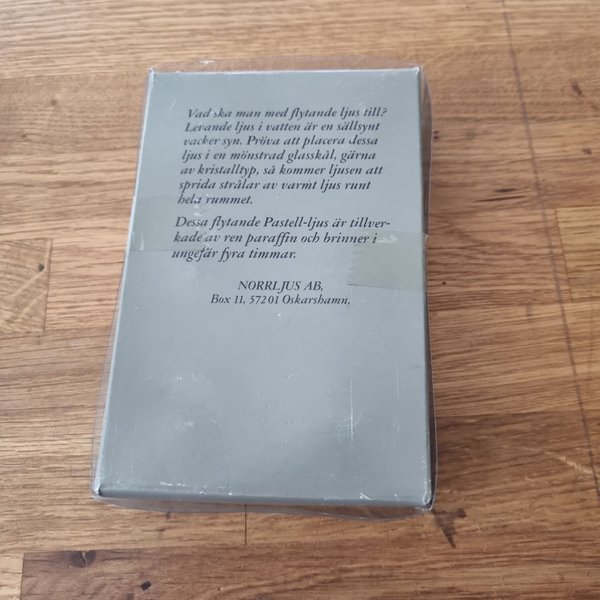 Vad ska man med flytande ljus till?
Levande ljus i vatten är en sällsynt
vacker syn. Pröva att placera dessa
ljus i en mönstrad glasskål, gärna
av kristalltyp, så kommer ljusen att
sprida strålar av varmt ljus runt
hela rummet.
Dessa flytande Pastell-ljus är tillver-
kade av ren paraffin och brinner i
ungefär fyra timmar.
NORRLJUS AB,
Box 11, 572 01 Oskarshamn.